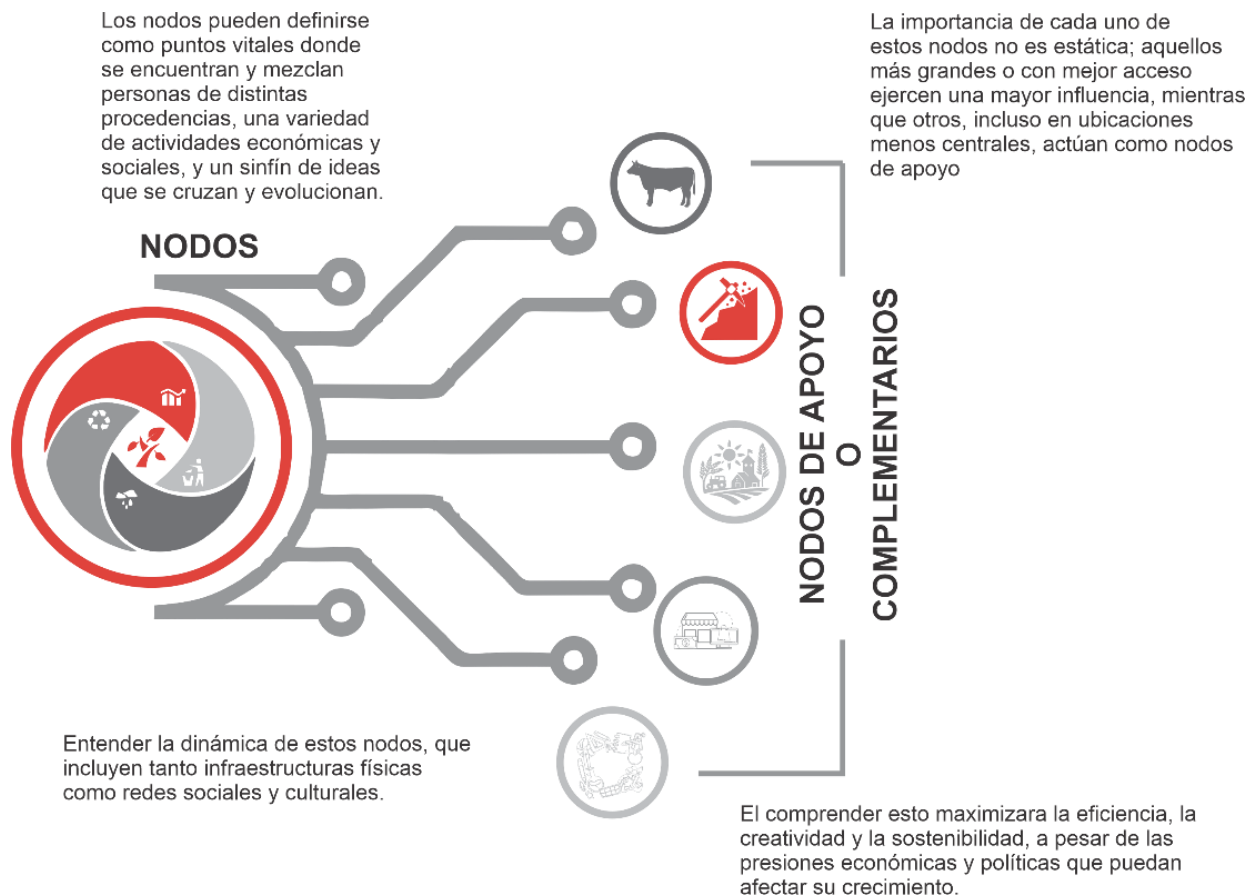 Los nodos pueden definirse
como puntos vitales donde
se encuentran y mezclan
personas de distintas
procedencias, una variedad
de actividades económicas y
sociales, y un sinfín de ideas
que se cruzan y evolucionan.
La importancia de cada uno de
estos nodos no es estática; aquellos
más grandes o con mejor acceso
ejercen una mayor influencia, mientras
que otros, incluso en ubicaciones
menos centrales, actúan como nodos
de apoyo
NODOS
NODOS DE APOYO
O
COMPLEMENTARIOS
Entender la dinámica de estos nodos, que
incluyen tanto infraestructuras físicas
como redes sociales y culturales.
El comprender esto maximizara la eficiencia, la
creatividad y la sostenibilidad, a pesar de las
presiones económicas y políticas que puedan
afectar su crecimiento.